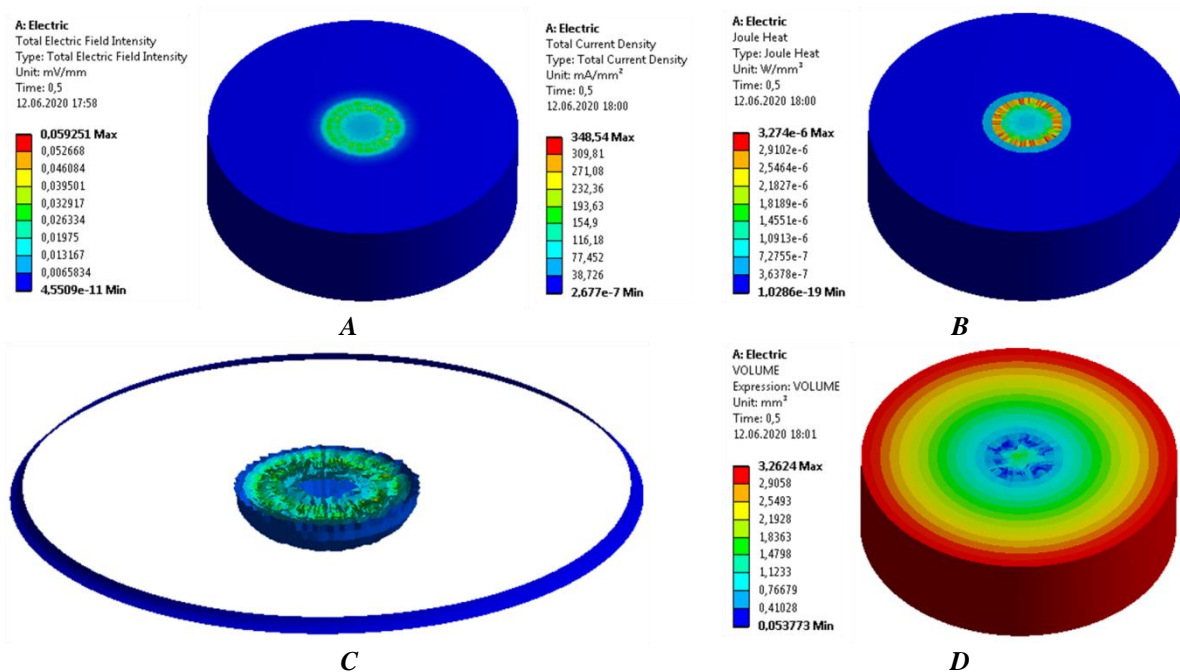 A: Electric
Total Electric Field Intensity
Type: Total Electric Field Intensity
Unit: mV/mm
Time: 0,5
12.06.2020 17:58
0,059251 Max
0,052668
0,046084
0,039501
0,032917
0,026334
0,01975
0,013167
0,0065834
4,5509e-11 Min
A: Electric
Total Current Density
Type: Total Current Density
Unit: mA/mm²
Time: 0,5
12.06.2020 18:00
348,54 Max
309,81
271,08
232,36
193,63
154,9
116,18
77,452
38,726
2,677e-7 Min
A
A: Electric
Joule Heat
Type: Joule Heat
Unit: W/mm³
Time: 0,5
12.06.2020 18:00
3,274e-6 Max
2,9102e-6
2,5464e-6
2,1827e-6
1,8189e-6
1,4551e-6
1,0913e-6
7,2755e-7
3,6378e-7
1,0286e-19 Min
B
C
A: Electric
VOLUME
Expression: VOLUME
Unit: mm³
Time: 0,5
12.06.2020 18:01
3,2624 Max
2,9058
2,5493
2,1928
1,8363
1,4798
1,1233
0,76679
0,41028
0,053773 Min
D